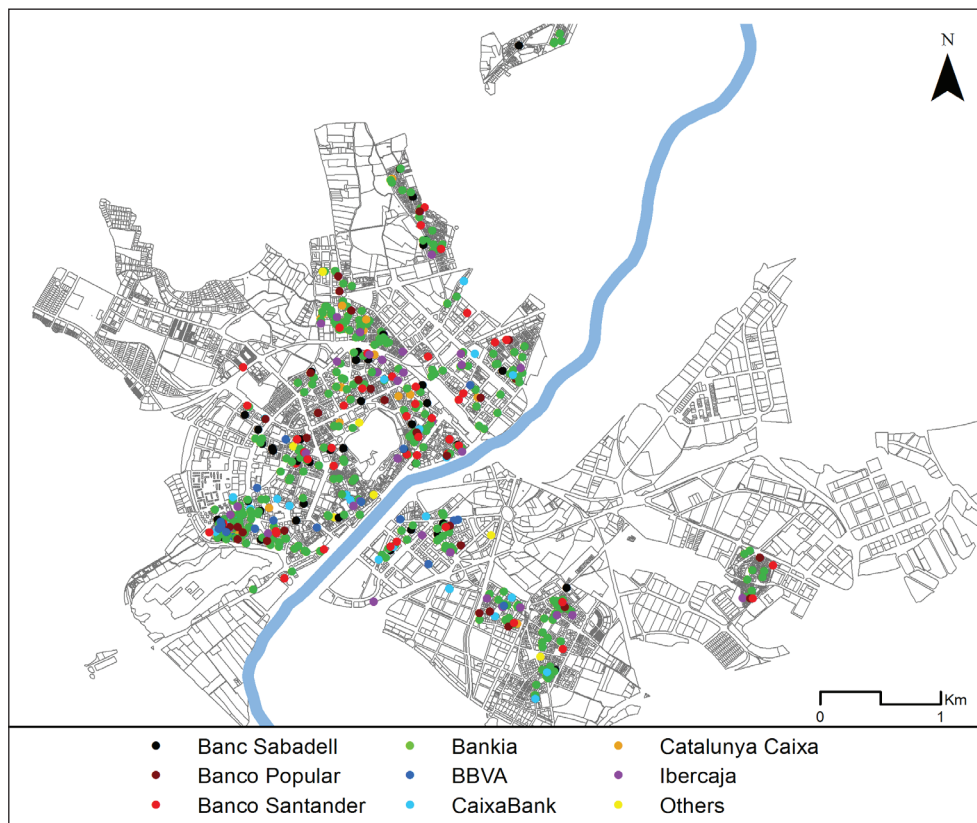 N
Km
0 1
Banc Sabadell Bankia Catalunya Caixa
Banco Popular BBVA Ibercaja
Banco Santander CaixaBank Others